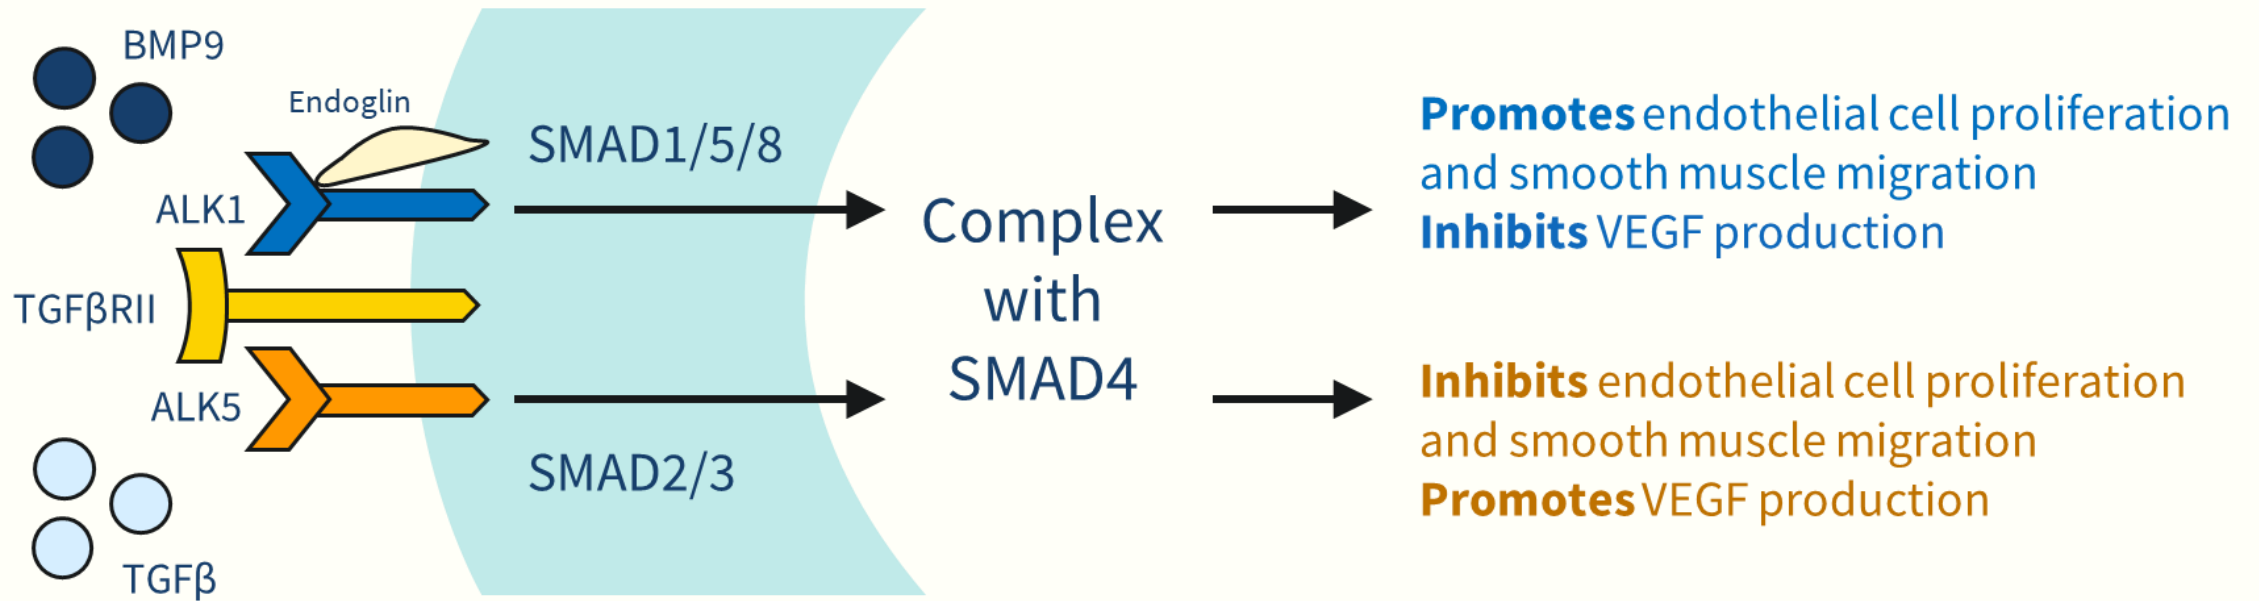 BMP9
Endoglin
ALK1
TGFβRII
ALK5
TGFβ
SMAD1/5/8
SMAD2/3
Complex
with
SMAD4
Promotes endothelial cell proliferation
and smooth muscle migration
Inhibits VEGF production
Inhibits endothelial cell proliferation
and smooth muscle migration
Promotes VEGF production